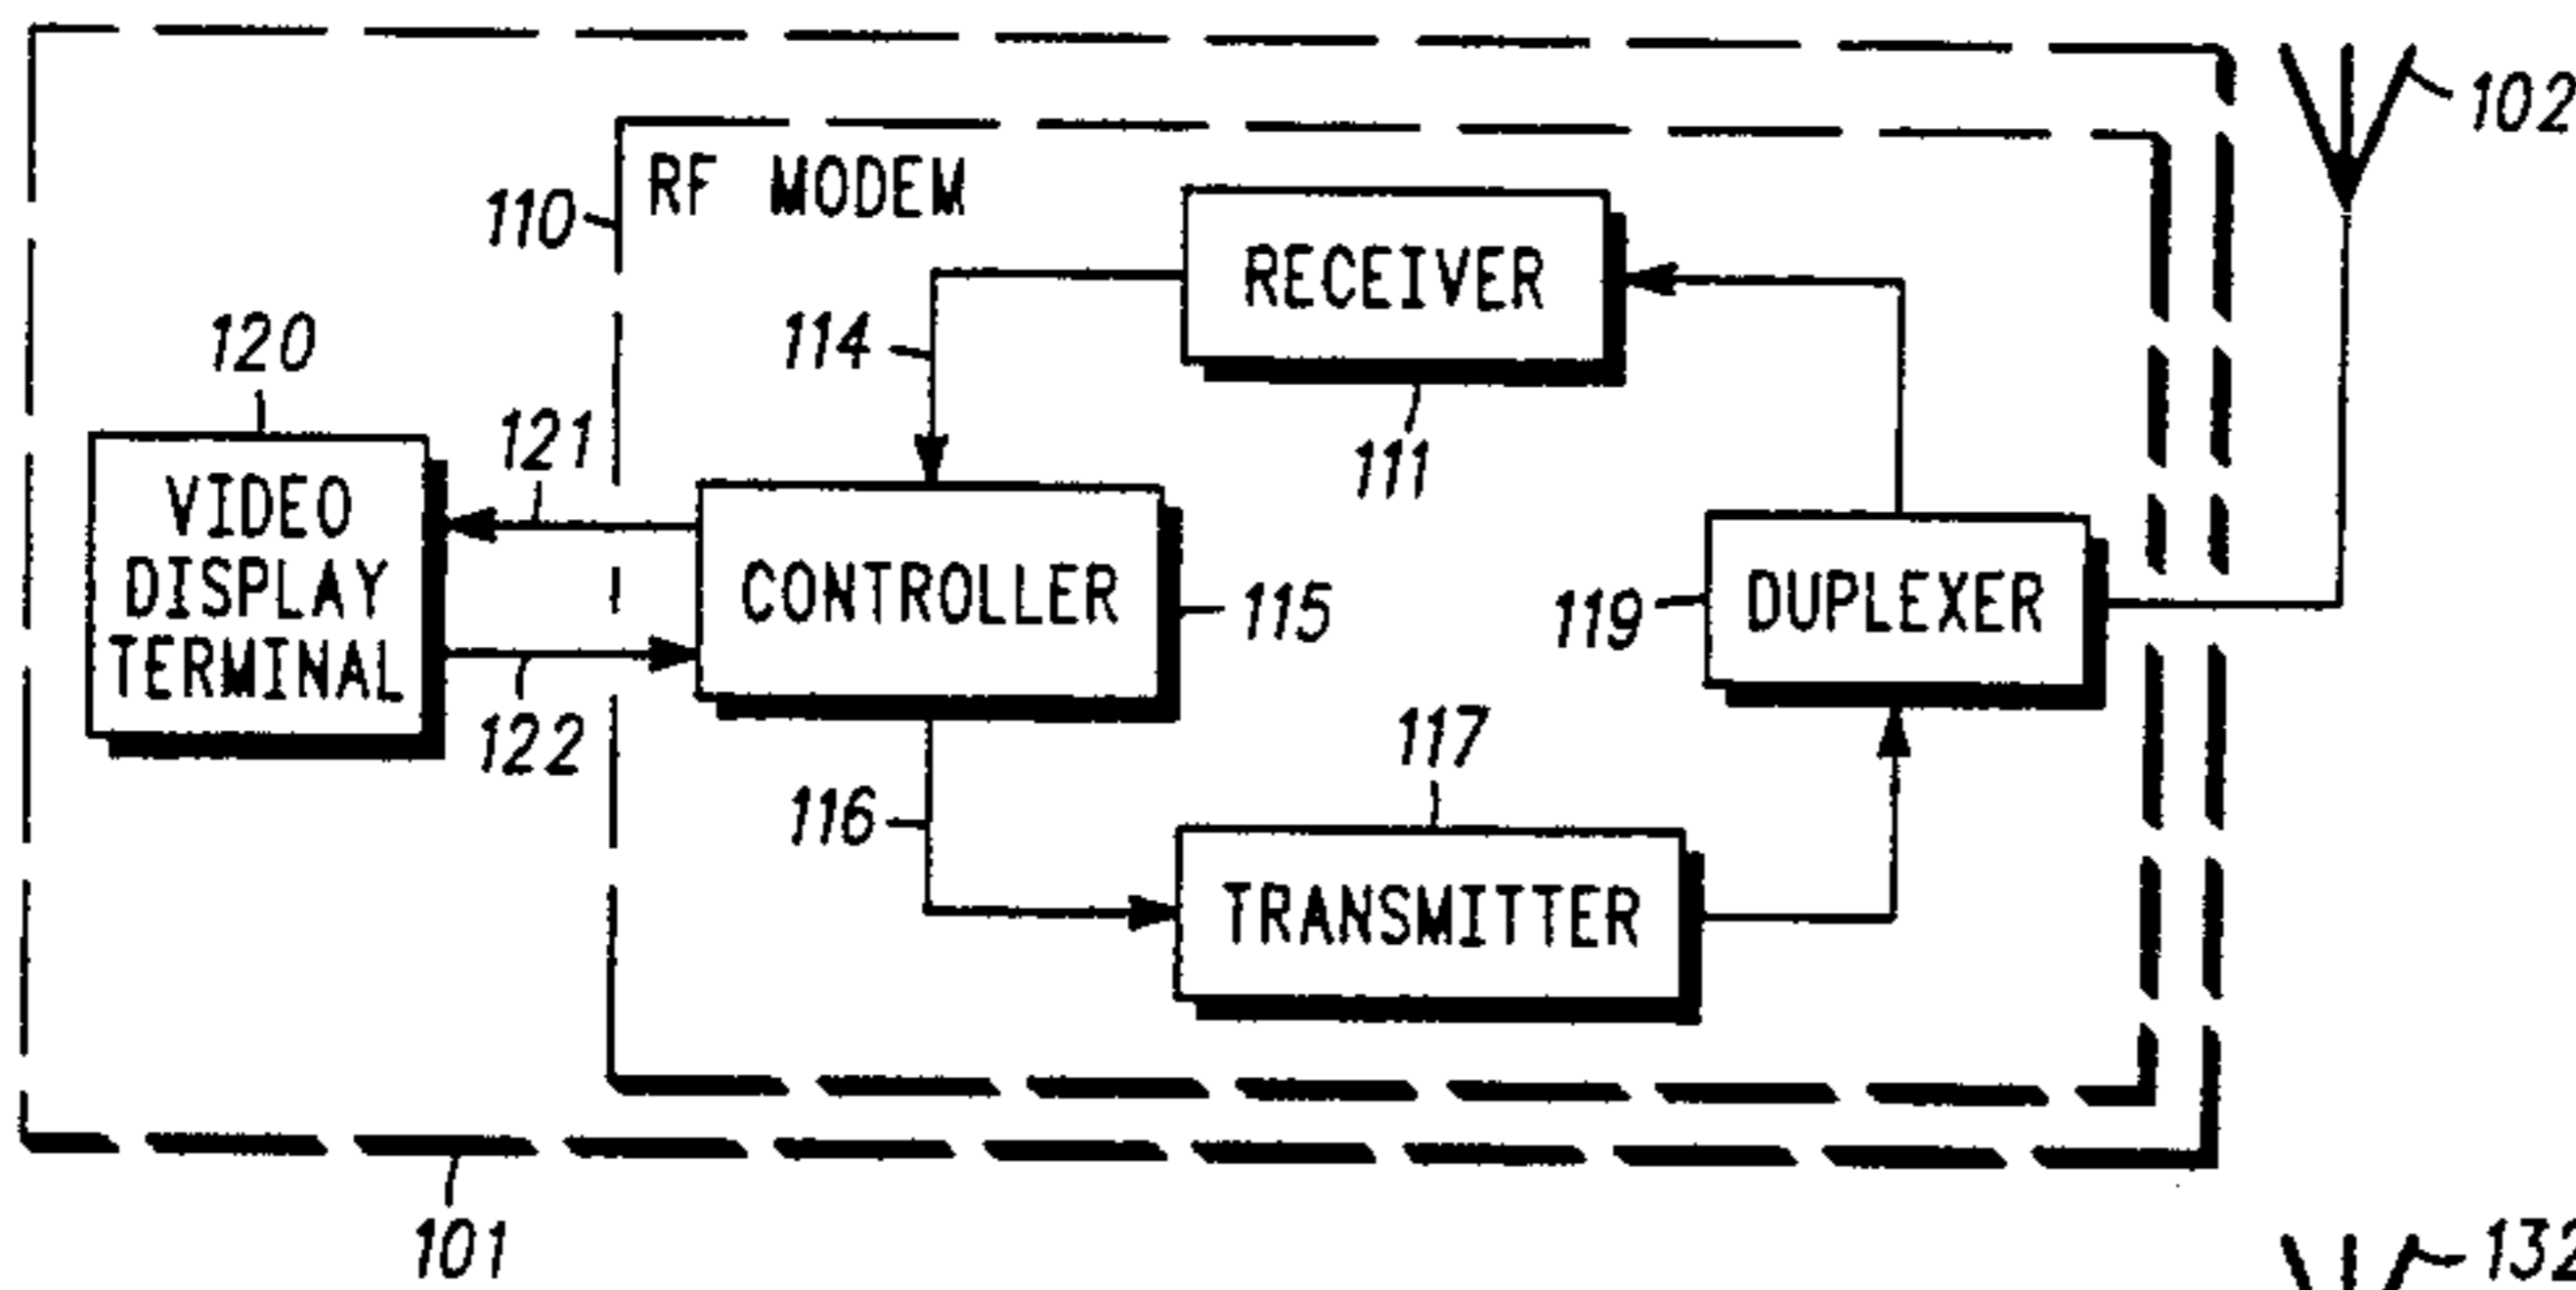 102
RF MODEM
110
RECEIVER
120
114
121
111
VIDEO
DISPLAY
TERMINAL
CONTROLLER
115
119
DUPLEXER
122
117
116
TRANSMITTER
101
132